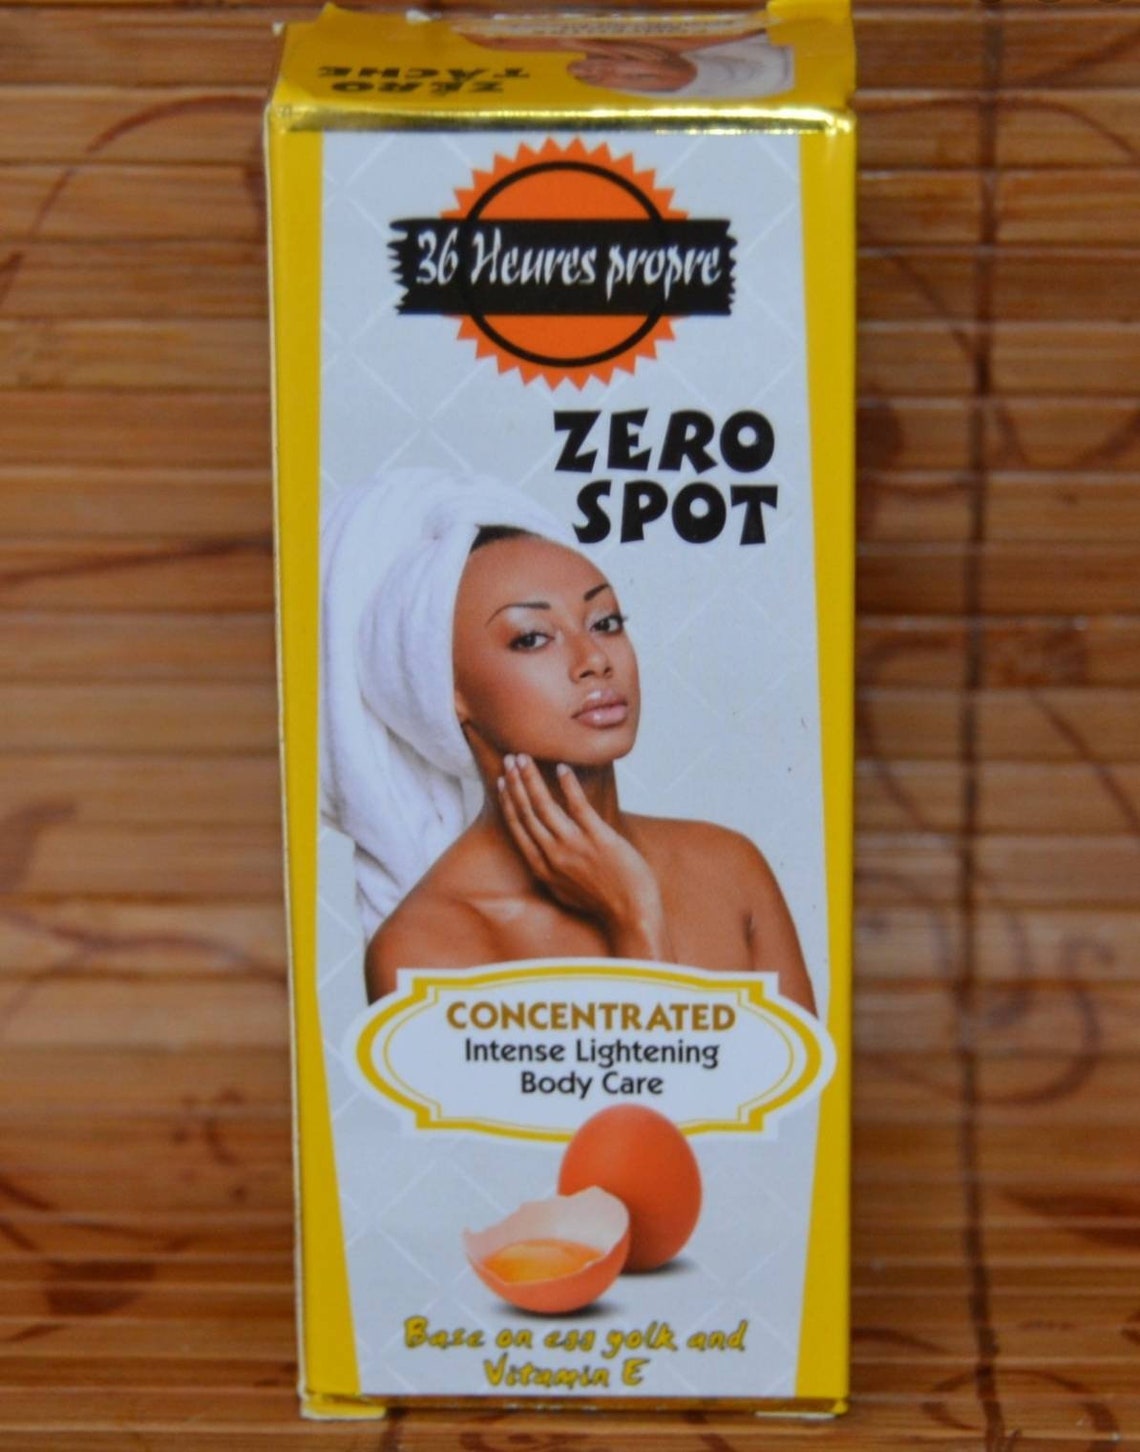 ZERO
TACHE
36 Heures propre
ZERO
SPOT
CONCENTRATED
Intense Lightening
Body Care
Base on egg yolk and
Vitamin E